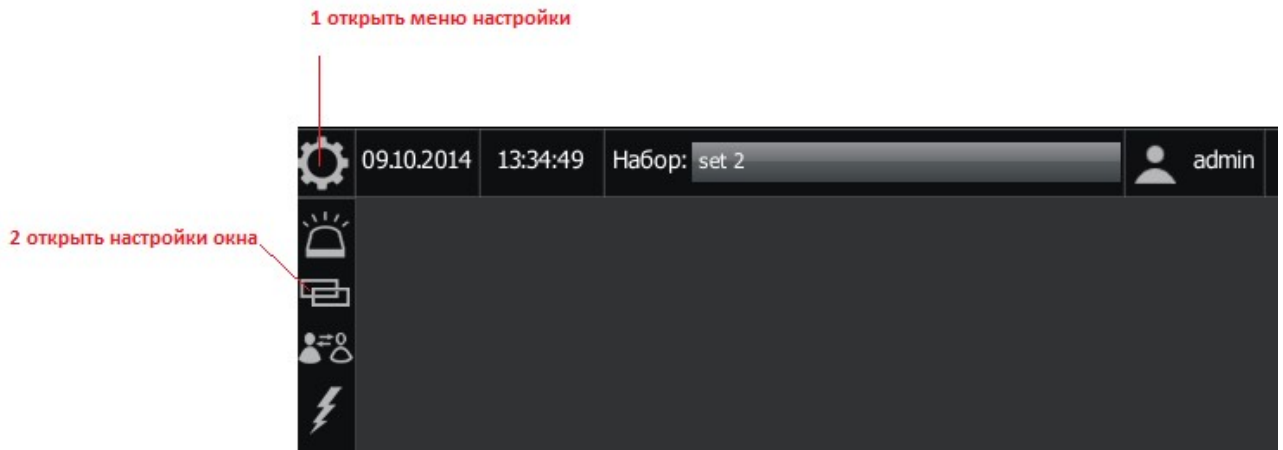 1 открыть меню настройки
09.10.2014 13:34:49 Набор: set 2 admin
2 открыть настройки окна